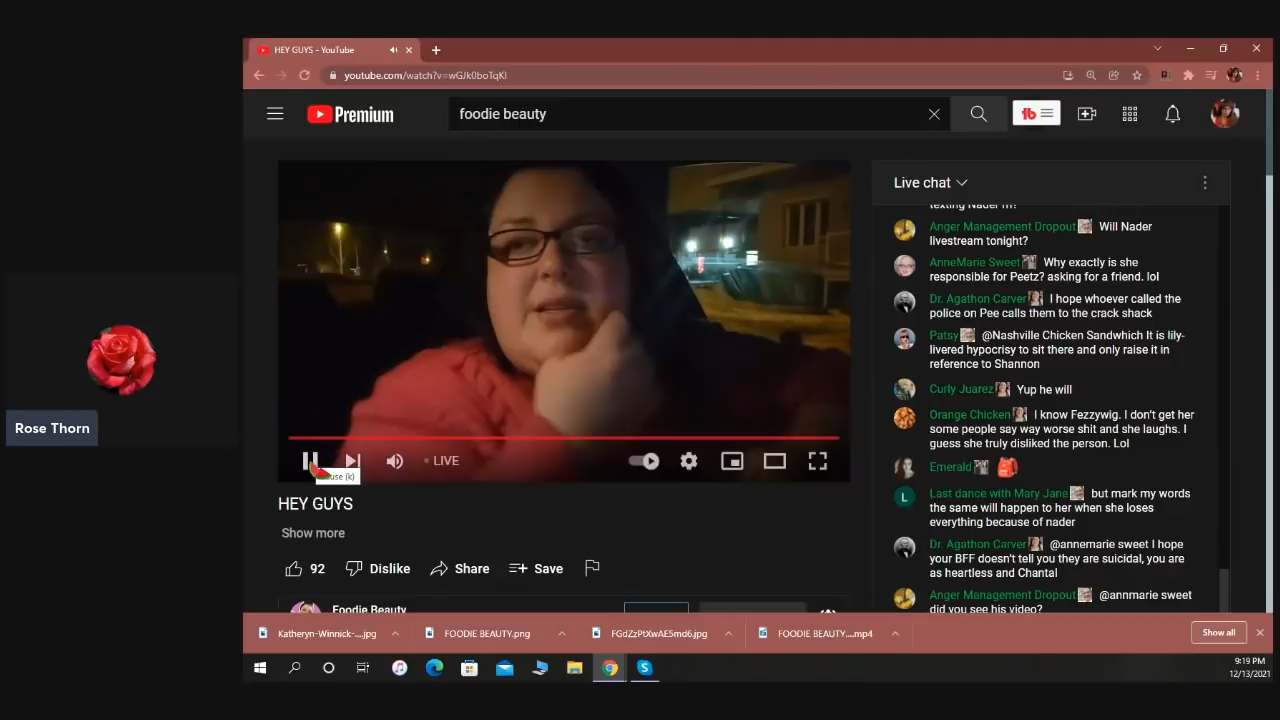 HEY GUYS - YouTube
youtube.com/watch?v=wGJk0boTqKI
Premium
foodie beauty
Live chat
Anger Management Dropout Will Nader
livestream tonight?
AnneMarie Sweet Why exactly is she
responsible for Peetz? asking for a friend. lol
Dr. Agathon Carver I hope whoever called the
police on Pee calls them to the crack shack
Patsy @Nashville Chicken Sandwhich It is lily-
livered hypocrisy to sit there and only raise it in
reference to Shannon
Curly Juarez Yup he will
Orange Chicken I know Fezzywig. I don't get her
some people say way worse shit and she laughs. I
guess she truly disliked the person. Lol
Emerald
L
Last dance with Mary Jane but mark my words
the same will happen to her when she loses
everything because of nader
Dr. Agathon Carver @annemarie sweet I hope
your BFF doesn't tell you they are suicidal, you are
as heartless and Chantal
Anger Management Dropout @annmarie sweet
did you see his video?
Rose Thorn
LIVE
HEY GUYS
Show more
92
Dislike
Share
Save
Foodie Beauty
Katheryn-Winnick-....jpg
FOODIE BEAUTY.png
FGdZzPtXwAE5md6.jpg
FOODIE BEAUTY....mp4
Show all
9:19 PM
12/13/2021